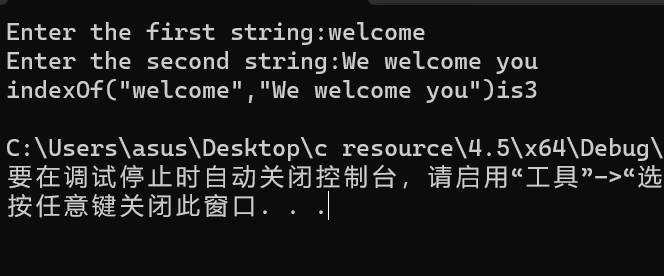 Enter the first string:welcome
Enter the second string:We welcome you
indexOf("welcome","We welcome you")is3
C:\Users\asus\Desktop\c resource\4.5\x64\Debug\
要在调试停止时自动关闭控制台，请启用“工具”->“选
按任意键关闭此窗口. . .